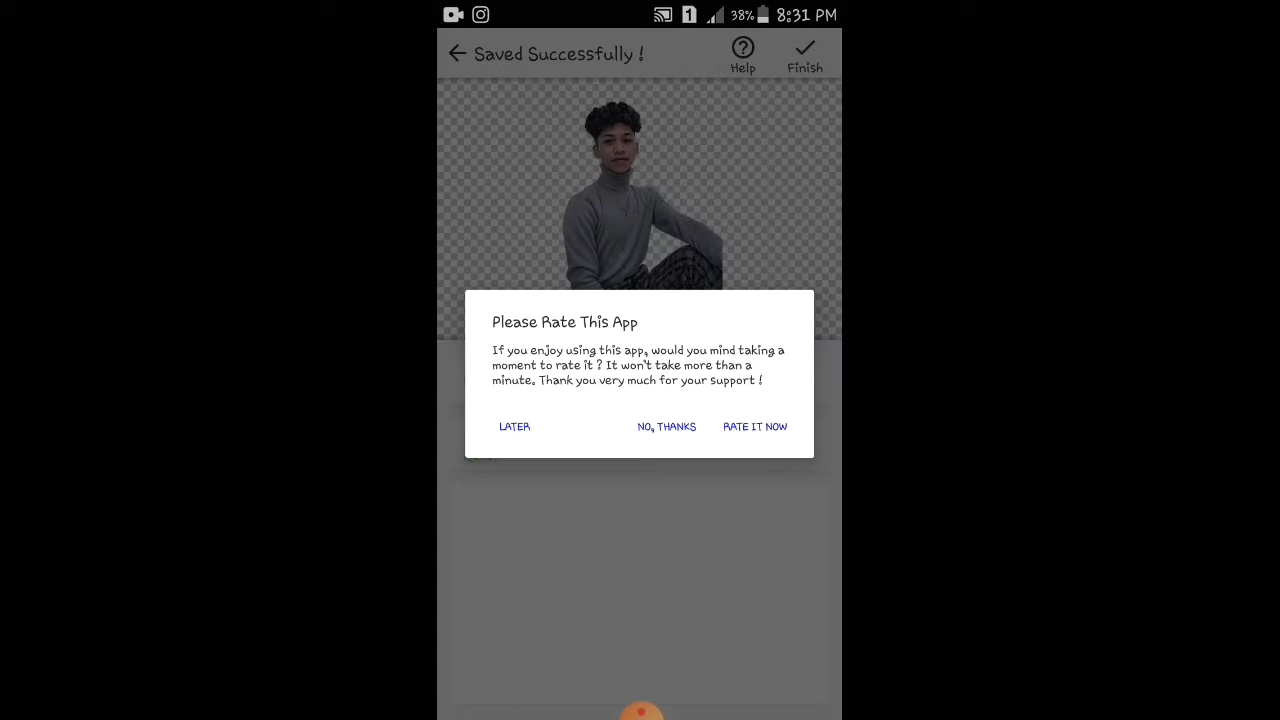 1 38% 8:31 PM
Saved Successfully !
Help
Finish
Please Rate This App
If you enjoy using this app, would you mind taking a
moment to rate it ? It won't take more than a
minute. Thank you very much for your support !
LATER NO, THANKS RATE IT NOW